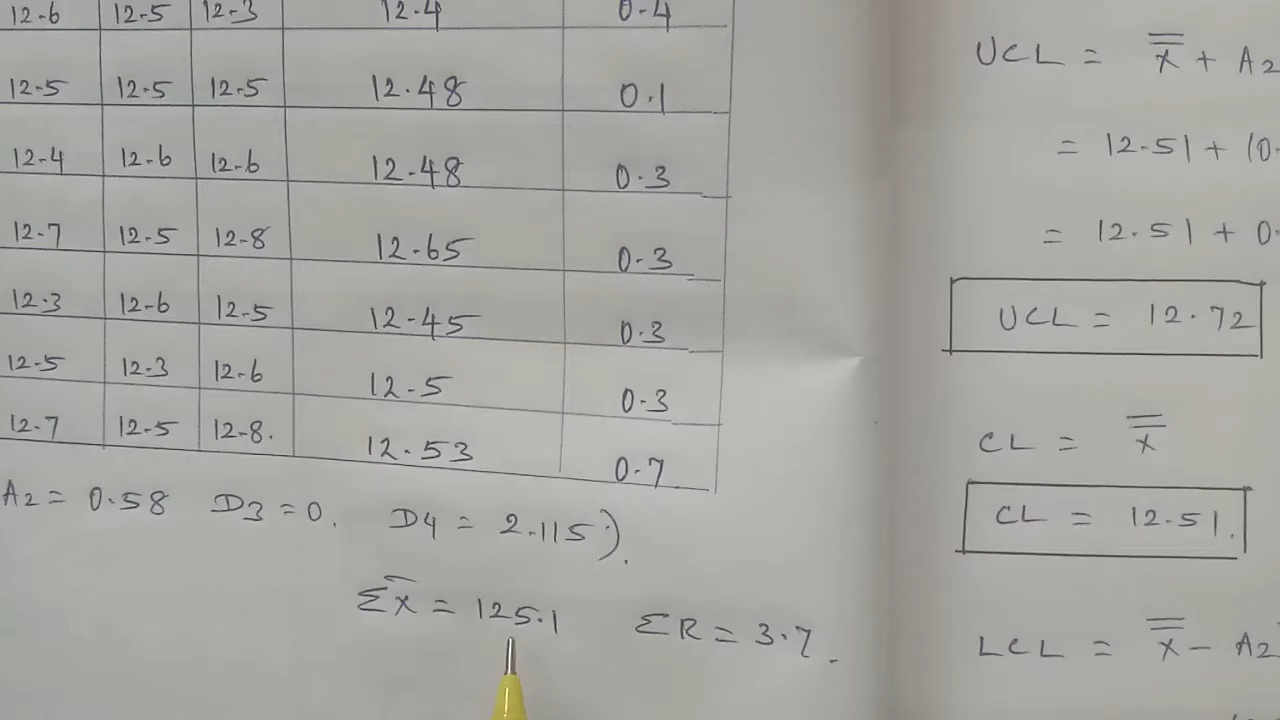 12-6 12-5 12-3 12.4 0-4
12-5 12-5 12-5 12.48 0.1
12-4 12-6 12-6 12.48 0.3
12-7 12-5 12-8 12-65 0.3
12-3 12-6 12-5 12-45 0.3
12-5 12-3 12-6 12-5 0.3
12-7 12-5 12-8. 12.53 0.7
A2 = 0.58 D3 = 0. D4 = 2.115).
Σx̄ = 125.1 ΣR = 3.7.
UCL = x̿ + A2
= 12.51 + (0.
= 12.51 + 0.
UCL = 12.72
CL = x̿
CL = 12.51.
LCL = x̿ - A2